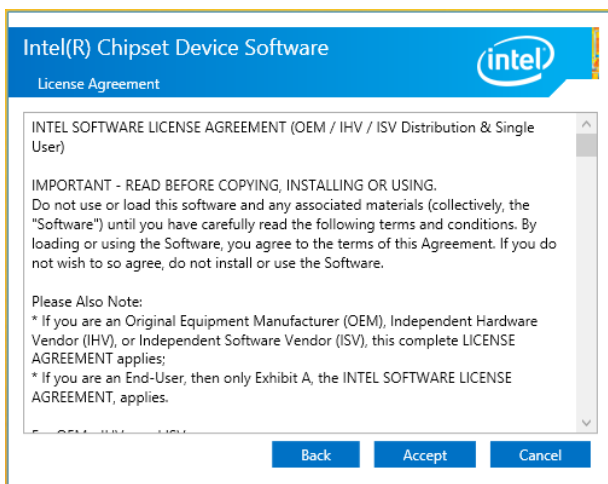 Intel(R) Chipset Device Software
intel
License Agreement
INTEL SOFTWARE LICENSE AGREEMENT (OEM / IHV / ISV Distribution & Single
User)
IMPORTANT - READ BEFORE COPYING, INSTALLING OR USING.
Do not use or load this software and any associated materials (collectively, the
"Software") until you have carefully read the following terms and conditions. By
loading or using the Software, you agree to the terms of this Agreement. If you do
not wish to so agree, do not install or use the Software.
Please Also Note:
* If you are an Original Equipment Manufacturer (OEM), Independent Hardware
Vendor (IHV), or Independent Software Vendor (ISV), this complete LICENSE
AGREEMENT applies;
* If you are an End-User, then only Exhibit A, the INTEL SOFTWARE LICENSE
AGREEMENT, applies.
Back Accept Cancel